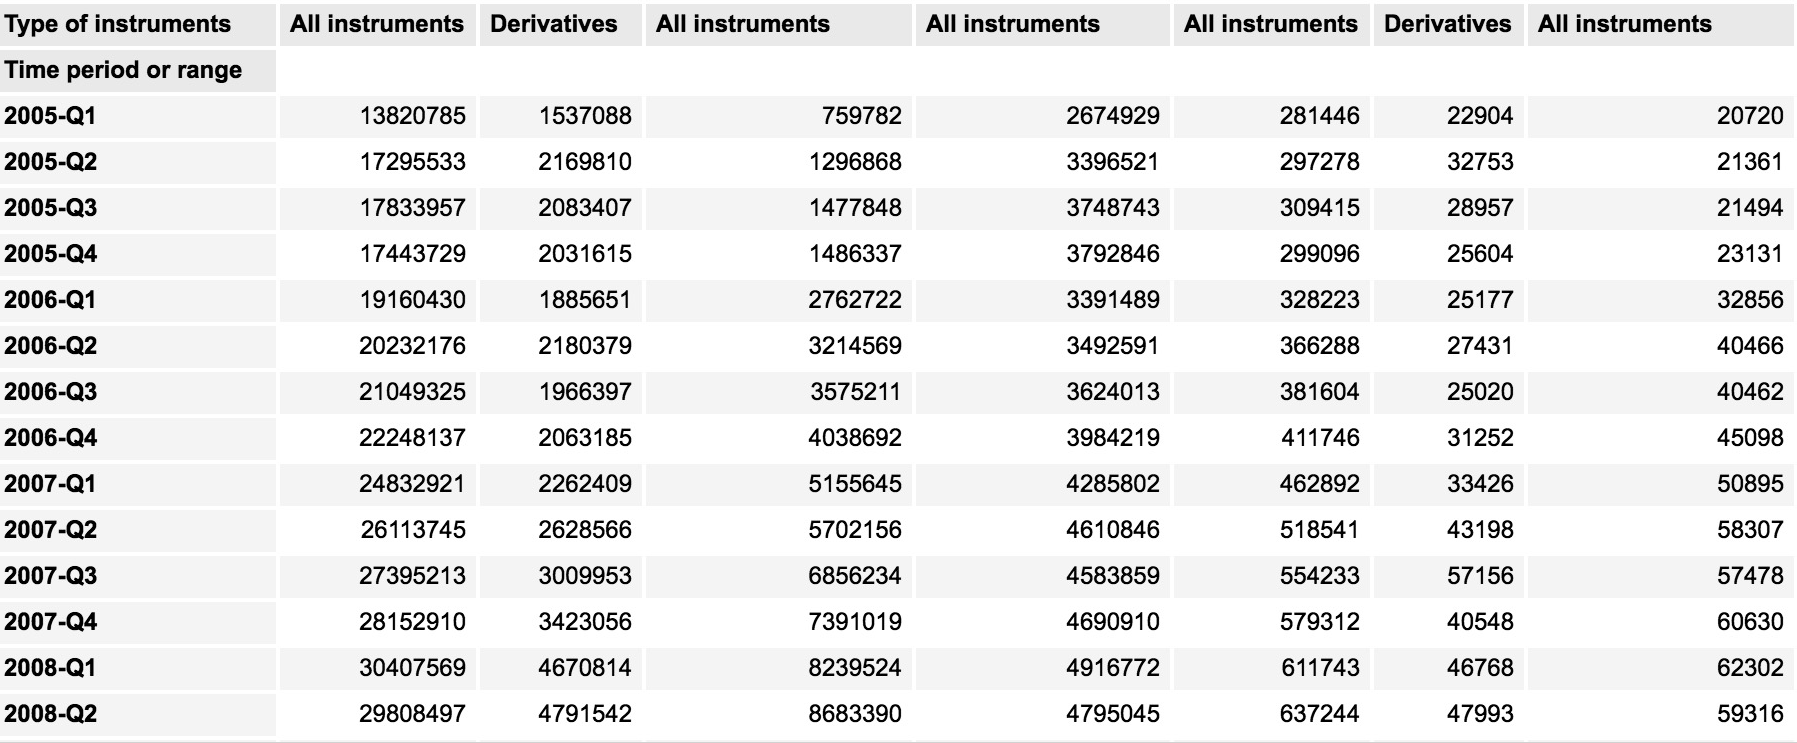 Type of instruments All instruments Derivatives All instruments All instruments All instruments Derivatives All instruments
Time period or range
2005-Q1 13820785 1537088 759782 2674929 281446 22904 20720
2005-Q2 17295533 2169810 1296868 3396521 297278 32753 21361
2005-Q3 17833957 2083407 1477848 3748743 309415 28957 21494
2005-Q4 17443729 2031615 1486337 3792846 299096 25604 23131
2006-Q1 19160430 1885651 2762722 3391489 328223 25177 32856
2006-Q2 20232176 2180379 3214569 3492591 366288 27431 40466
2006-Q3 21049325 1966397 3575211 3624013 381604 25020 40462
2006-Q4 22248137 2063185 4038692 3984219 411746 31252 45098
2007-Q1 24832921 2262409 5155645 4285802 462892 33426 50895
2007-Q2 26113745 2628566 5702156 4610846 518541 43198 58307
2007-Q3 27395213 3009953 6856234 4583859 554233 57156 57478
2007-Q4 28152910 3423056 7391019 4690910 579312 40548 60630
2008-Q1 30407569 4670814 8239524 4916772 611743 46768 62302
2008-Q2 29808497 4791542 8683390 4795045 637244 47993 59316